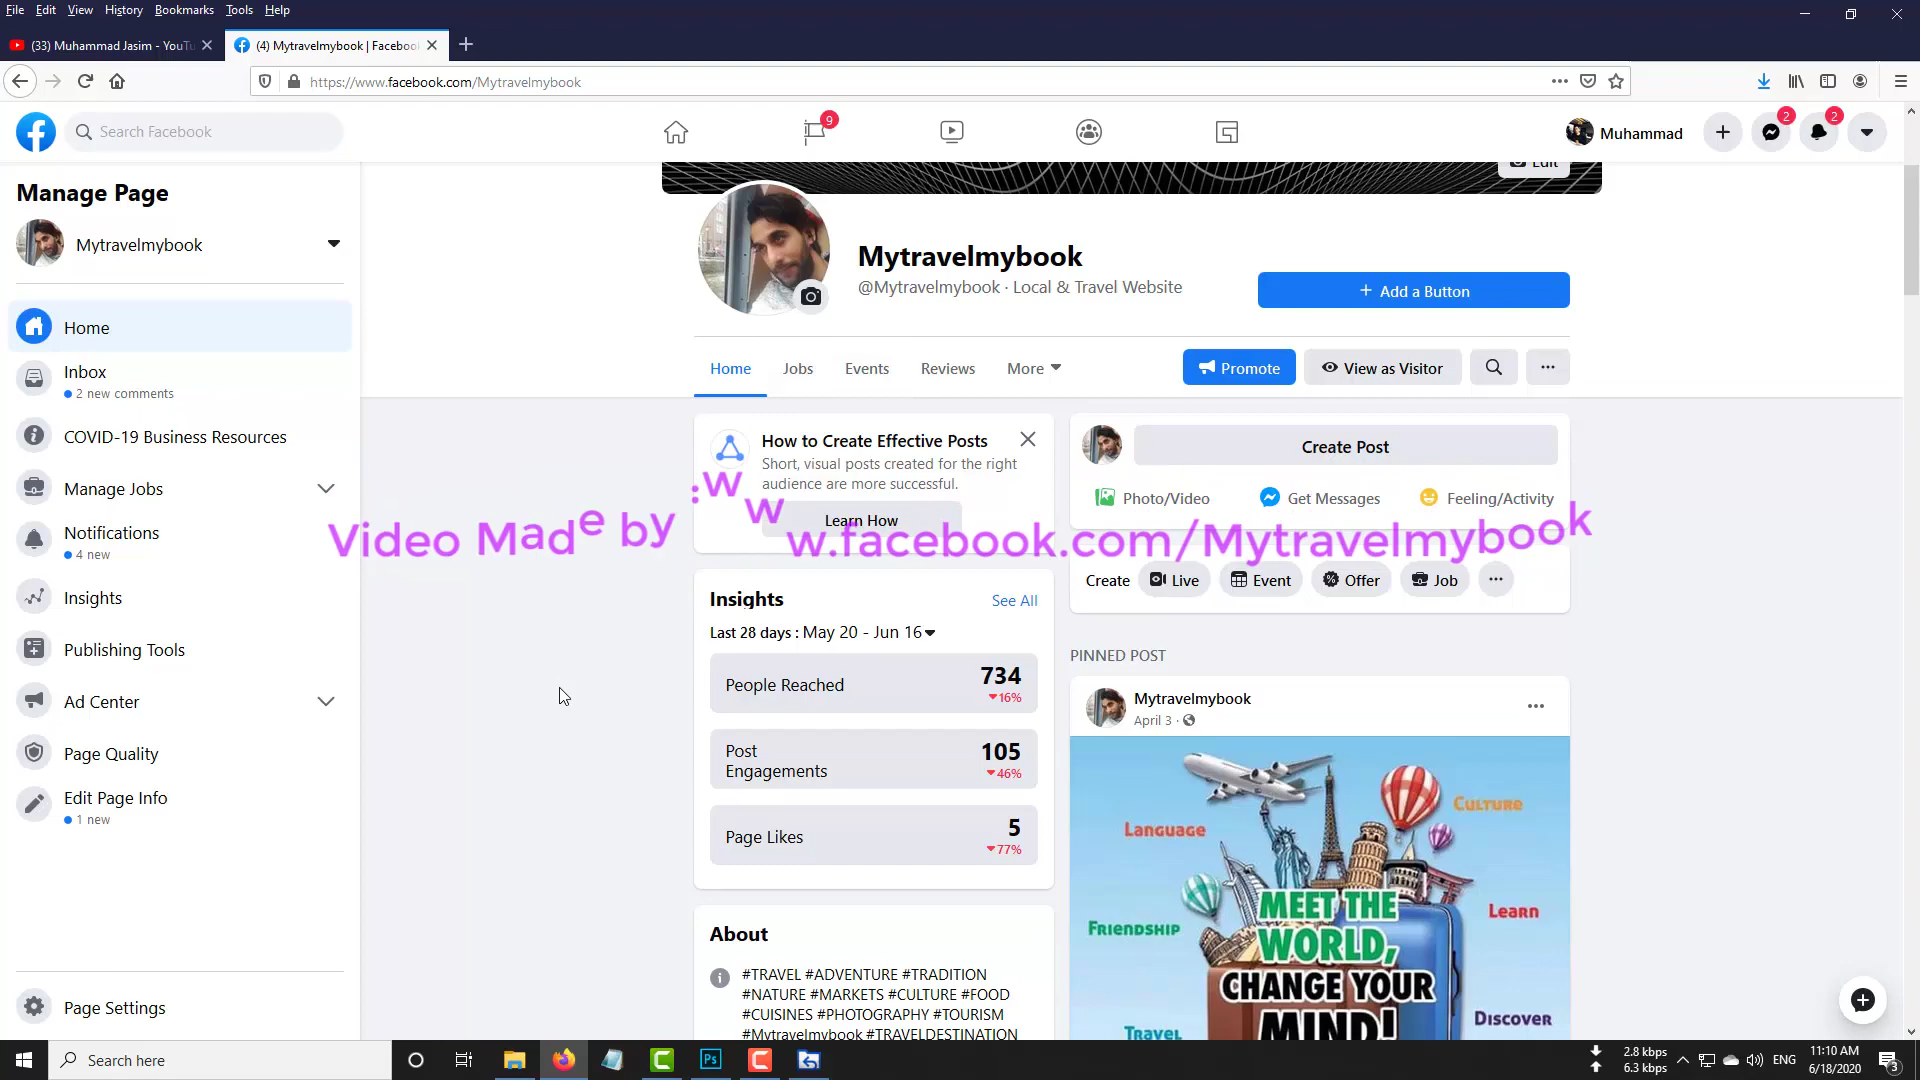 File Edit View History Bookmarks Tools Help
(33) Muhammad Jasim - YouTu
(4) Mytravelmybook | Facebook
https://www.facebook.com/Mytravelmybook
Search Facebook
9
Muhammad
2
2
Manage Page
Mytravelmybook
Home
Inbox
2 new comments
COVID-19 Business Resources
Manage Jobs
Notifications
4 new
Insights
Publishing Tools
Ad Center
Page Quality
Edit Page Info
1 new
Page Settings
Edit
Mytravelmybook
@Mytravelmybook · Local & Travel Website
+ Add a Button
Home Jobs Events Reviews More
Promote
View as Visitor
How to Create Effective Posts
Short, visual posts created for the right
audience are more successful.
Learn How
Create Post
Photo/Video Get Messages Feeling/Activity
Video Made by :www.facebook.com/Mytravelmybook
Create Live Event Offer Job
Insights See All
Last 28 days : May 20 - Jun 16
People Reached 734
16%
Post
Engagements
105
46%
Page Likes 5
77%
About
#TRAVEL #ADVENTURE #TRADITION
#NATURE #MARKETS #CULTURE #FOOD
#CUISINES #PHOTOGRAPHY #TOURISM
#Mytravelmybook #TRAVELDESTINATION
PINNED POST
Mytravelmybook
April 3 ·
Culture
Language
Friendship
Learn
MEET THE
WORLD,
CHANGE YOUR
MIND!
Travel
Discover
Search here
Ps
2.8 kbps
6.3 kbps
ENG
11:10 AM
6/18/2020
3